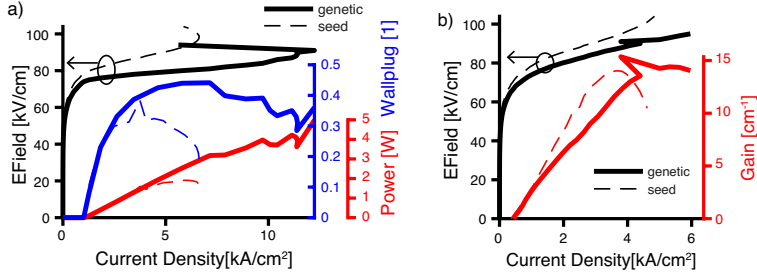 a)
genetic
seed
100
80
60
40
20
0
EField [kV/cm]
0
5
10
Current Density[kA/cm²]
0.5
0.4
0.3
0.2
0.1
0
Wallplug [1]
5
4
3
2
1
0
Power [W]
b)
100
80
60
40
20
0
EField [kV/cm]
genetic
seed
0
2
4
6
Current Density[kA/cm²]
15
10
5
0
Gain [cm⁻¹]